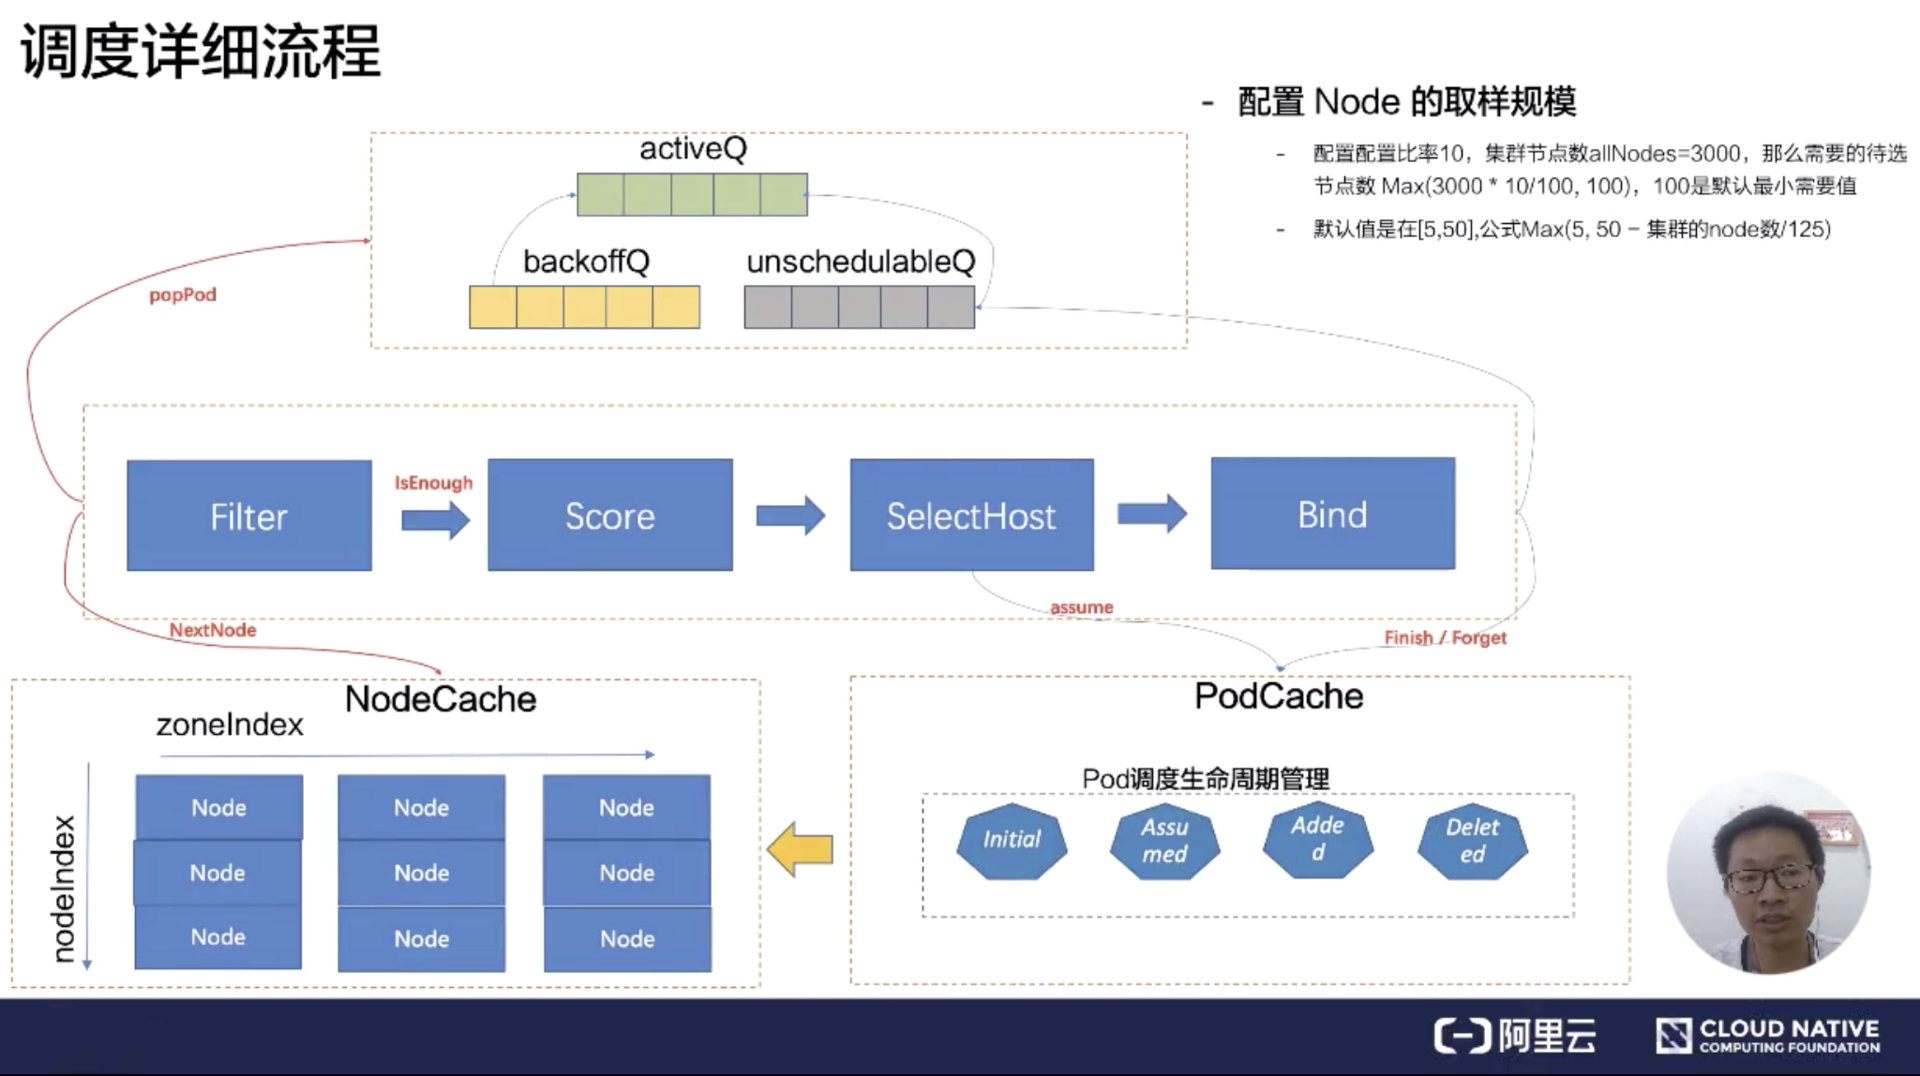 调度详细流程
- 配置 Node 的取样规模
- 配置配置比率10，集群节点数allNodes=3000，那么需要的待选
节点数 Max(3000 * 10/100, 100)，100是默认最小需要值
- 默认值是在[5,50],公式Max(5, 50 – 集群的node数/125)
activeQ
backoffQ
unschedulableQ
popPod
Filter
IsEnough
Score
SelectHost
Bind
NextNode
assume
Finish / Forget
NodeCache
zoneIndex
nodeIndex
Node
Node
Node
Node
Node
Node
Node
Node
Node
PodCache
Pod调度生命周期管理
Initial
Assu
med
Adde
d
Delet
ed
阿里云
CLOUD NATIVE
COMPUTING FOUNDATION